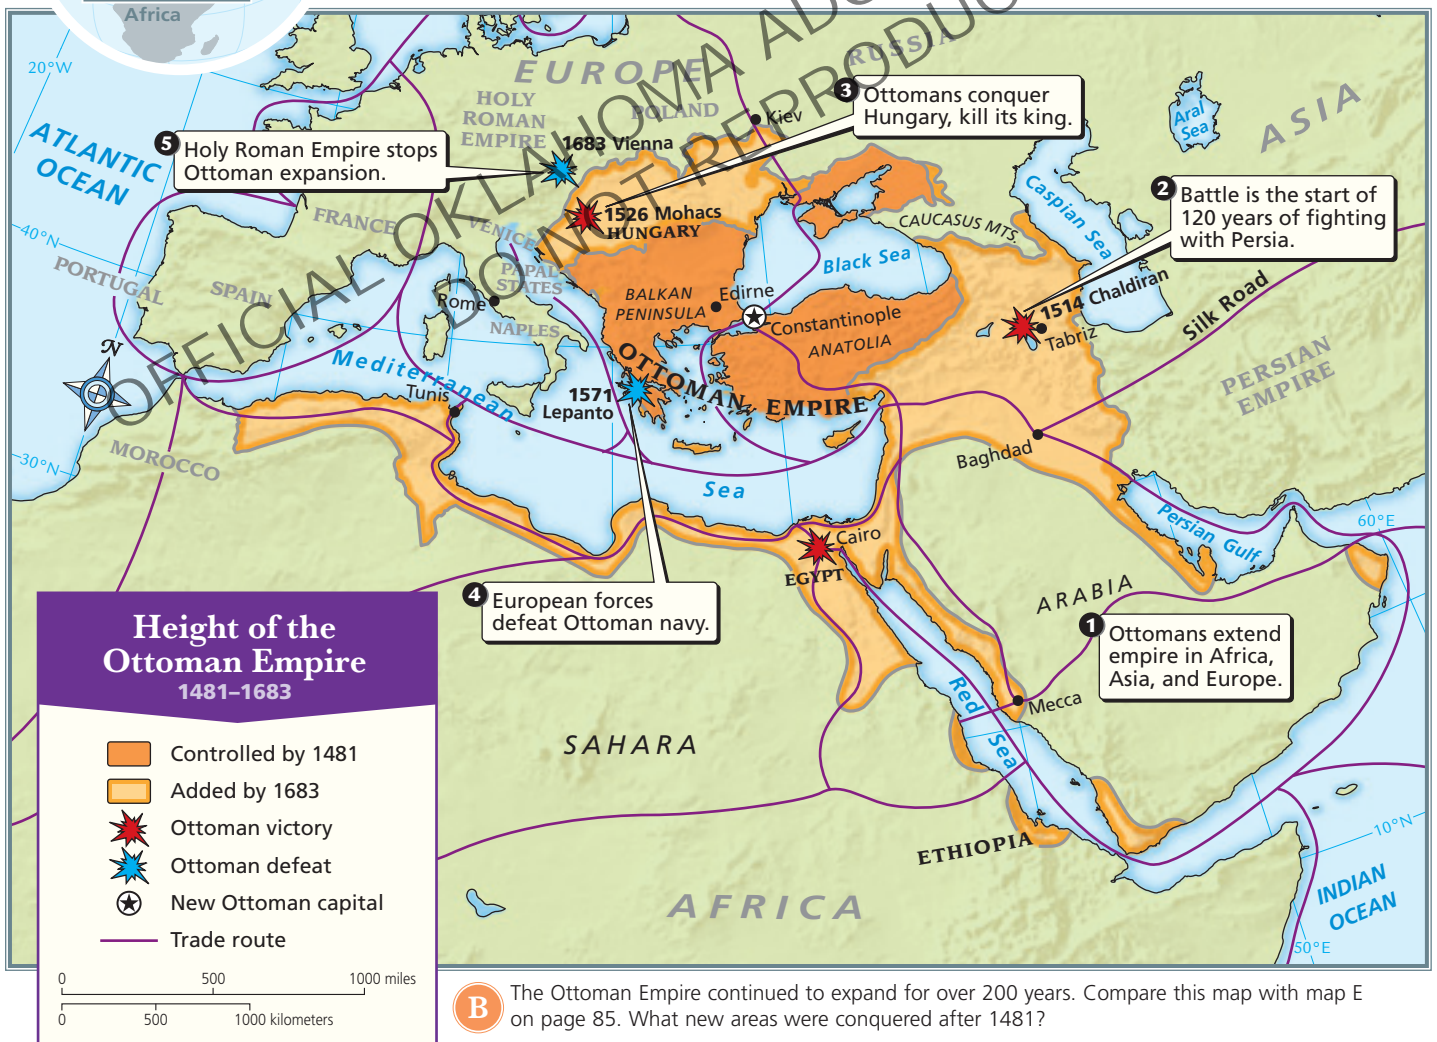 Africa
20°W
ATLANTIC
OCEAN
40°N
30°N
EUROPE
RUSSIA
ASIA
HOLY
ROMAN
EMPIRE
POLAND
Kiev
3 Ottomans conquer
Hungary, kill its king.
Aral
Sea
5 Holy Roman Empire stops
Ottoman expansion.
1683 Vienna
2 Battle is the start of
120 years of fighting
with Persia.
Caspian Sea
1526 Mohacs
HUNGARY
FRANCE
VENICE
CAUCASUS MTS.
PORTUGAL
SPAIN
PAPAL
STATES
Rome
NAPLES
BALKAN
PENINSULA
Edirne
Black Sea
Constantinople
ANATOLIA
1514 Chaldiran
Tabriz
Silk Road
PERSIAN
EMPIRE
N
Mediterranean
Sea
Tunis
1571
Lepanto
OTTOMAN EMPIRE
MOROCCO
Baghdad
Persian Gulf
60°E
Cairo
EGYPT
4 European forces
defeat Ottoman navy.
ARABIA
1 Ottomans extend
empire in Africa,
Asia, and Europe.
Mecca
Red
Sea
SAHARA
ETHIOPIA
AFRICA
10°N
INDIAN
OCEAN
50°E
OFFICIAL OKLAHOMA
DO NOT REPRODUC
Height of the
Ottoman Empire
1481–1683
Controlled by 1481
Added by 1683
Ottoman victory
Ottoman defeat
New Ottoman capital
Trade route
0 500 1000 miles
0 500 1000 kilometers
B The Ottoman Empire continued to expand for over 200 years. Compare this map with map E
on page 85. What new areas were conquered after 1481?